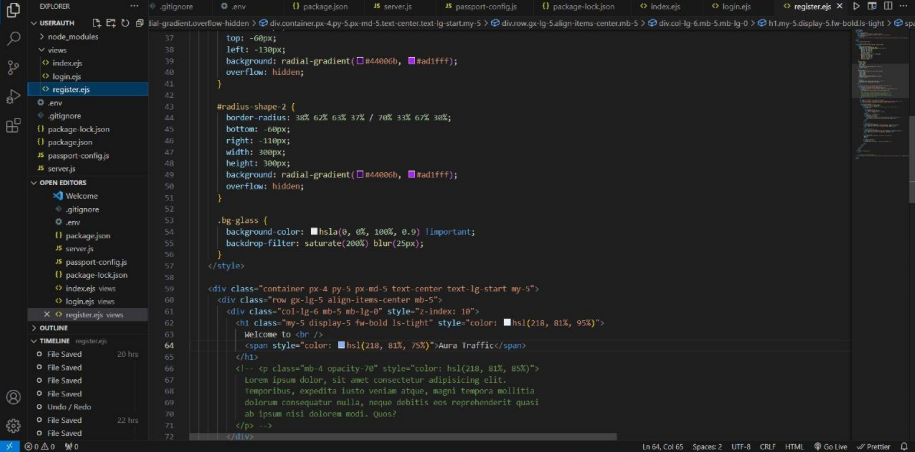 EXPLORER
.gitignore
.env
package.json
JS server.js
JS passport-config.js
{} package-lock.json
<> index.ejs
<> login.ejs
<> register.ejs
USERAUTH
dial-gradient.overflow-hidden > div.container.px-4.py-5.px-md-5.text-center.text-lg-start.my-5 > div.row.gx-lg-5.align-items-center.mb-5 > div.col-lg-6.mb-5.mb-lg-0 > h1.my-5.display-5.fw-bold.ls-tight > spa
node_modules
views
<> index.ejs
<> login.ejs
<> register.ejs
.env
.gitignore
{} package-lock.json
{} package.json
JS passport-config.js
JS server.js
OPEN EDITORS
Welcome
.gitignore
.env
{} package.json
JS server.js
JS passport-config.js
{} package-lock.json
<> index.ejs views
<> login.ejs views
<> register.ejs views
OUTLINE
TIMELINE register.ejs
File Saved 20 hrs
File Saved
File Saved
File Saved
Undo / Redo
File Saved 22 hrs
File Saved
37 top: -60px;
38 left: -130px;
39 background: radial-gradient(#44006b, #ad1fff);
40 overflow: hidden;
41 }
42
43 #radius-shape-2 {
44 border-radius: 38% 62% 63% 37% / 70% 33% 67% 30%;
45 bottom: -60px;
46 right: -110px;
47 width: 300px;
48 height: 300px;
49 background: radial-gradient(#44006b, #ad1fff);
50 overflow: hidden;
51 }
52
53 .bg-glass {
54 background-color: hsla(0, 0%, 100%, 0.9) !important;
55 backdrop-filter: saturate(200%) blur(25px);
56 }
57 </style>
58
59 <div class="container px-4 py-5 px-md-5 text-center text-lg-start my-5">
60 <div class="row gx-lg-5 align-items-center mb-5">
61 <div class="col-lg-6 mb-5 mb-lg-0" style="z-index: 10">
62 <h1 class="my-5 display-5 fw-bold ls-tight" style="color: hsl(218, 81%, 95%)">
63 Welcome to <br />
64 <span style="color: hsl(218, 81%, 75%)">Aura Traffic</span>
65 </h1>
66 <!-- <p class="mb-4 opacity-70" style="color: hsl(218, 81%, 85%)">
67 Lorem ipsum dolor, sit amet consectetur adipisicing elit.
68 Temporibus, expedita iusto veniam atque, magni tempora mollitia
69 dolorum consequatur nulla, neque debitis eos reprehenderit quasi
70 ab ipsum nisi dolorem modi. Quos?
71 </p> -->
72 </div>
0 0 0
Ln 64, Col 65
Spaces: 2
UTF-8
CRLF
HTML
Go Live
Prettier